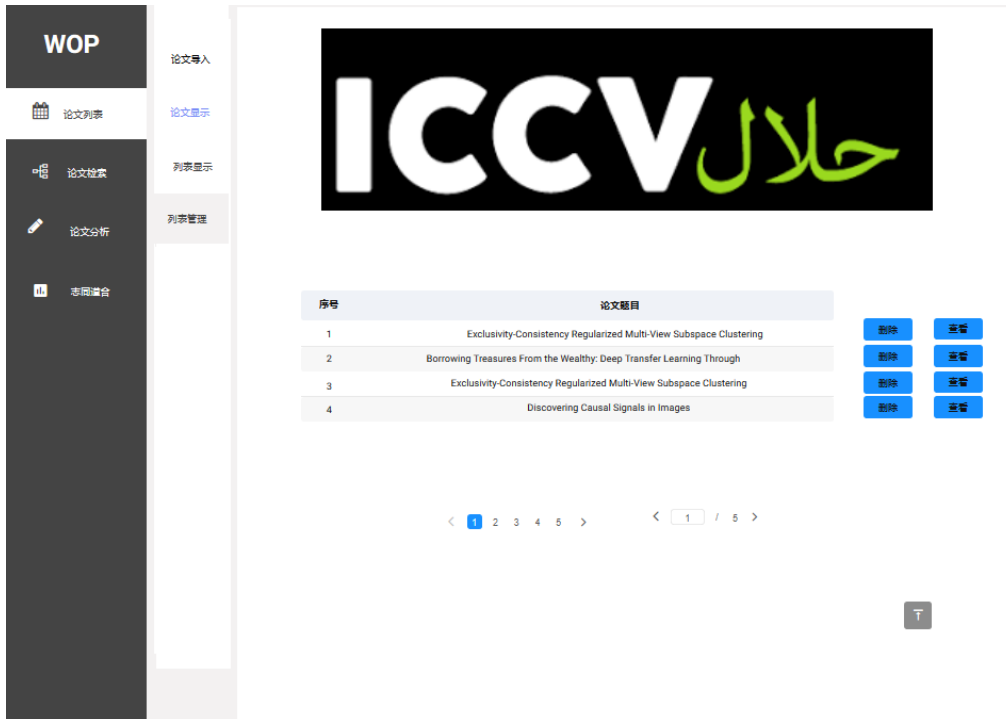 WOP
论文列表
论文检索
论文分析
志同道合
论文导入
论文显示
列表显示
列表管理
ICCV حلال
序号 论文题目
1 Exclusivity-Consistency Regularized Multi-View Subspace Clustering 删除 查看
2 Borrowing Treasures From the Wealthy: Deep Transfer Learning Through 删除 查看
3 Exclusivity-Consistency Regularized Multi-View Subspace Clustering 删除 查看
4 Discovering Causal Signals in Images 删除 查看
< 1 2 3 4 5 > < 1 / 5 >